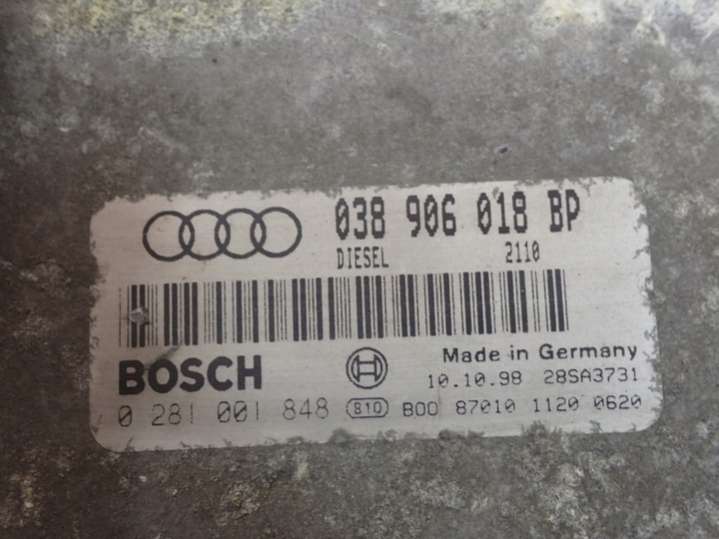 038 906 018 BP
DIESEL 2110
BOSCH Made in Germany
10.10.98 28SA3731
0 281 001 848 810 B00 87010 1120 0620